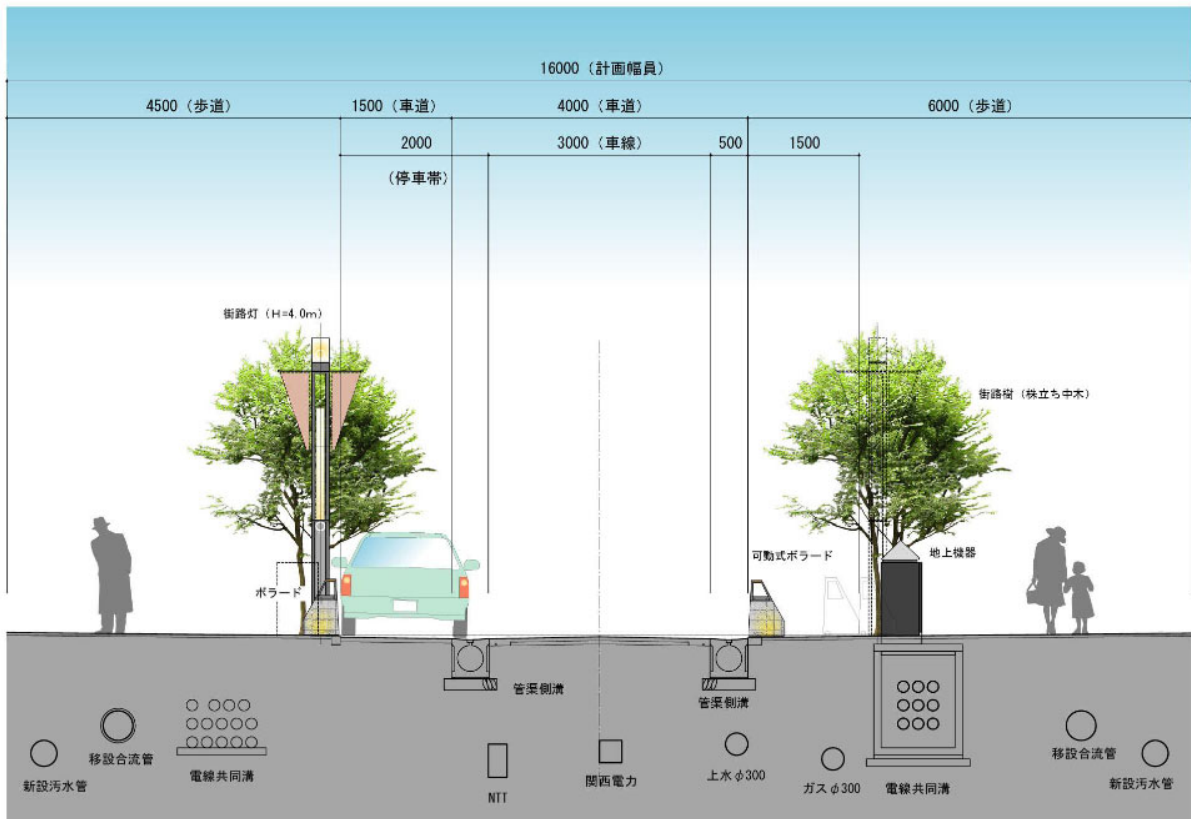 16000（計画幅員）
4500（歩道）
1500（車道）
4000（車道）
6000（歩道）
2000
3000（車線）
500
1500
（停車帯）
街路灯（H=4.0m）
街路樹（株立ち中木）
可動式ボラード
地上機器
ボラード
管渠側溝
管渠側溝
移設合流管
新設汚水管
電線共同溝
NTT
関西電力
上水φ300
ガスφ300
電線共同溝
移設合流管
新設汚水管